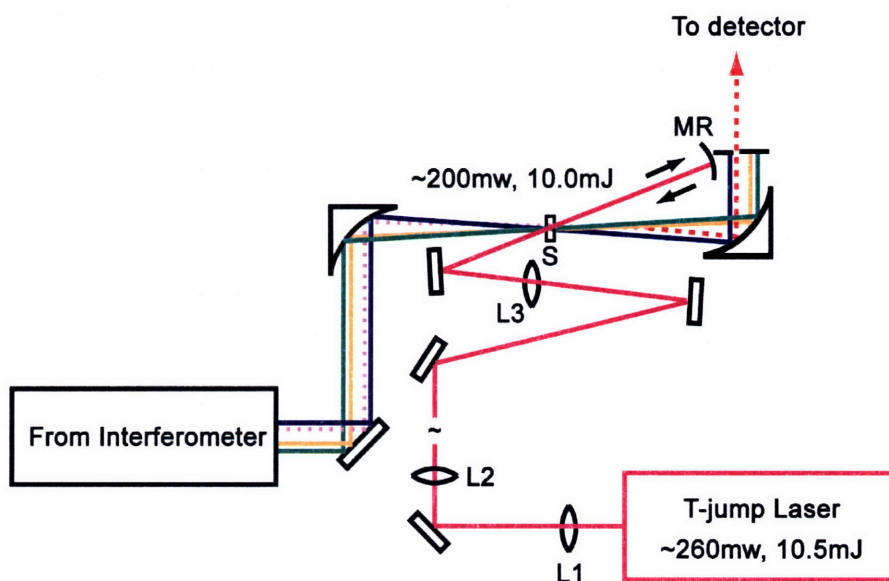 To detector
MR
~200mw, 10.0mJ
S
L3
From Interferometer
~
L2
T-jump Laser
~260mw, 10.5mJ
L1